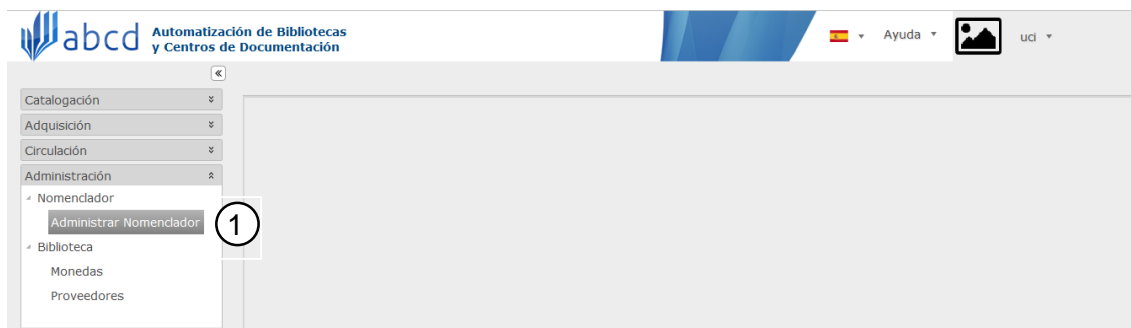 abcd
Automatización de Bibliotecas
y Centros de Documentación
Ayuda
uci
Catalogación
Adquisición
Circulación
Administración
Nomenclador
Administrar Nomenclador
1
Biblioteca
Monedas
Proveedores